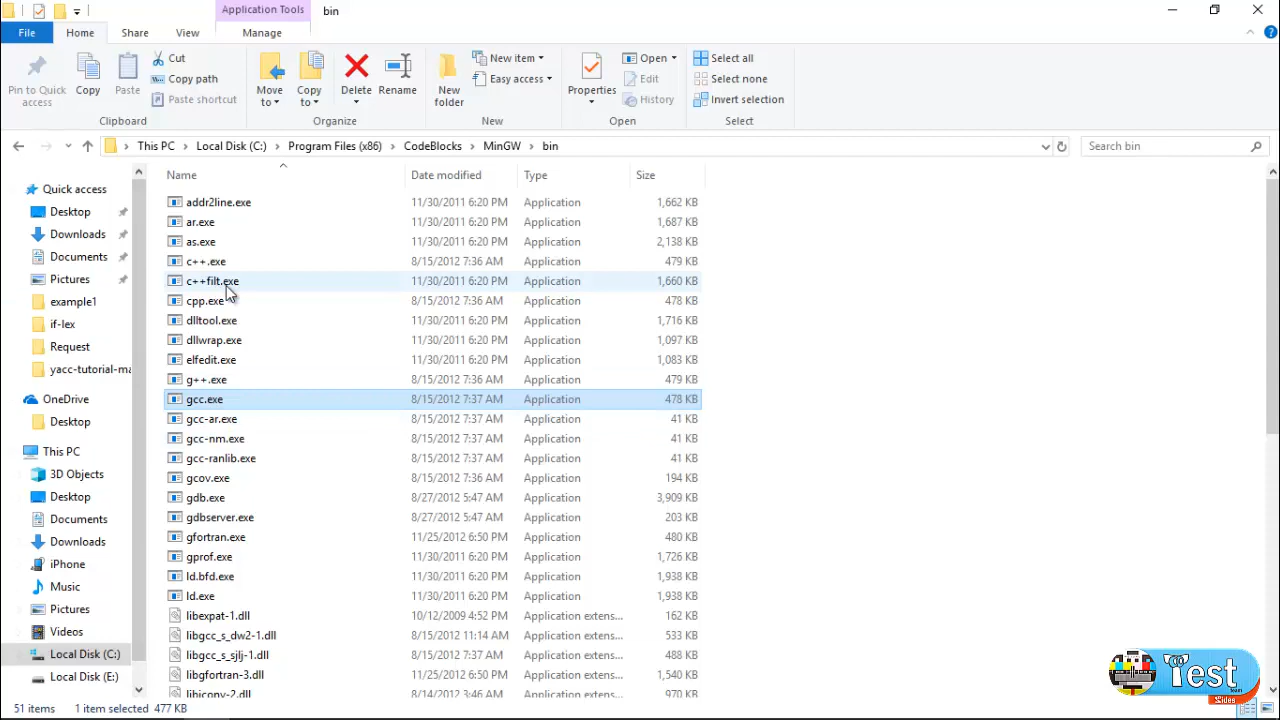 Application Tools bin
File Home Share View Manage
Pin to Quick access
Copy
Paste
Cut
Copy path
Paste shortcut
Clipboard
Move to
Copy to
Delete
Rename
Organize
New folder
New item
Easy access
New
Properties
Open
Edit
History
Open
Select all
Select none
Invert selection
Select
This PC Local Disk (C:) Program Files (x86) CodeBlocks MinGW bin
Search bin
Quick access
Desktop
Downloads
Documents
Pictures
example1
if-lex
Request
yacc-tutorial-ma
OneDrive
Desktop
This PC
3D Objects
Desktop
Documents
Downloads
iPhone
Music
Pictures
Videos
Local Disk (C:)
Local Disk (E:)
Name Date modified Type Size
addr2line.exe 11/30/2011 6:20 PM Application 1,662 KB
ar.exe 11/30/2011 6:20 PM Application 1,687 KB
as.exe 11/30/2011 6:20 PM Application 2,138 KB
c++.exe 8/15/2012 7:36 AM Application 479 KB
c++filt.exe 11/30/2011 6:20 PM Application 1,660 KB
cpp.exe 8/15/2012 7:36 AM Application 478 KB
dlltool.exe 11/30/2011 6:20 PM Application 1,716 KB
dllwrap.exe 11/30/2011 6:20 PM Application 1,097 KB
elfedit.exe 11/30/2011 6:20 PM Application 1,083 KB
g++.exe 8/15/2012 7:36 AM Application 479 KB
gcc.exe 8/15/2012 7:37 AM Application 478 KB
gcc-ar.exe 8/15/2012 7:37 AM Application 41 KB
gcc-nm.exe 8/15/2012 7:37 AM Application 41 KB
gcc-ranlib.exe 8/15/2012 7:37 AM Application 41 KB
gcov.exe 8/15/2012 7:36 AM Application 194 KB
gdb.exe 8/27/2012 5:47 AM Application 3,909 KB
gdbserver.exe 8/27/2012 5:47 AM Application 203 KB
gfortran.exe 11/25/2012 6:50 PM Application 480 KB
gprof.exe 11/30/2011 6:20 PM Application 1,726 KB
ld.bfd.exe 11/30/2011 6:20 PM Application 1,938 KB
ld.exe 11/30/2011 6:20 PM Application 1,938 KB
libexpat-1.dll 10/12/2009 4:52 PM Application extens... 162 KB
libgcc_s_dw2-1.dll 8/15/2012 11:14 AM Application extens... 533 KB
libgcc_s_sjlj-1.dll 8/15/2012 7:37 AM Application extens... 488 KB
libgfortran-3.dll 11/25/2012 6:50 PM Application extens... 1,540 KB
libiconv-2.dll 8/14/2012 3:46 AM Application extens... 970 KB
51 items 1 item selected 477 KB
Test
team
Sides